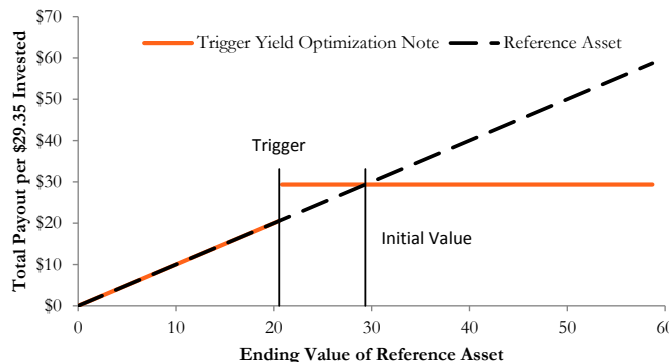 $70
Trigger Yield Optimization Note
Reference Asset
$60
$50
$40
Trigger
$30
$20
Initial Value
$10
$0
0
10
20
30
40
50
60
Total Payout per $29.35 Invested
Ending Value of Reference Asset